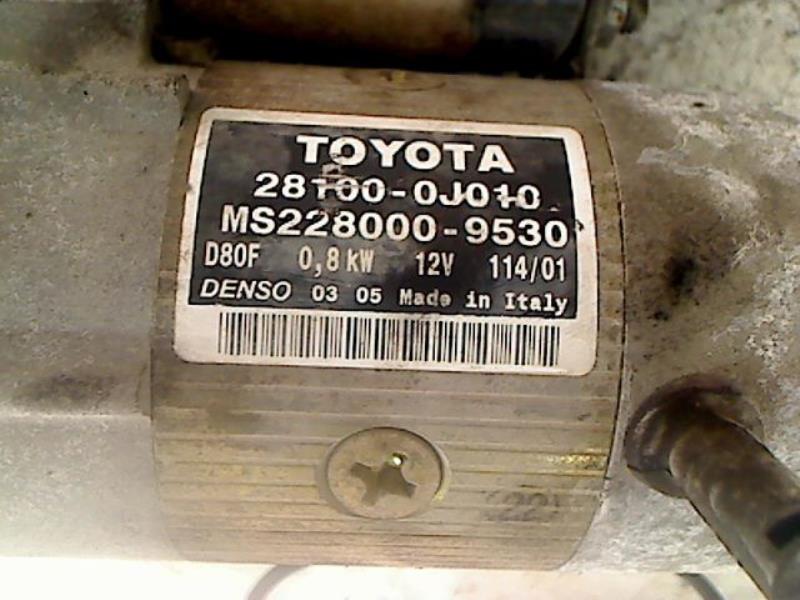 TOYOTA
28100-0J010
MS228000-9530
D80F 0,8 kW 12V 114/01
DENSO 03 05 Made in Italy